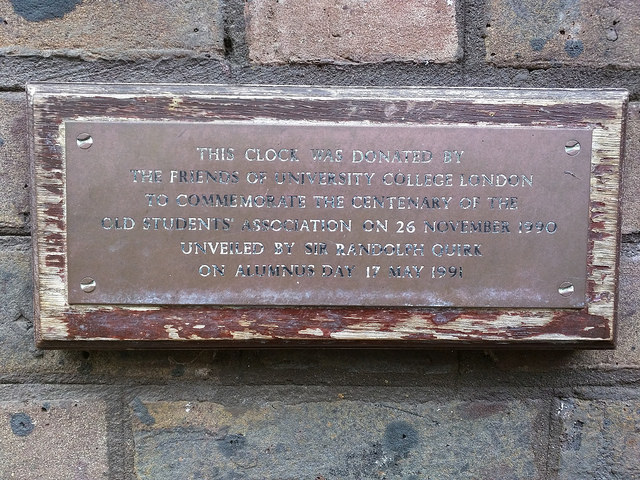 THIS CLOCK WAS DONATED BY
THE FRIENDS OF UNIVERSITY COLLEGE LONDON
TO COMMEMORATE THE CENTENARY OF THE
OLD STUDENTS' ASSOCIATION ON 26 NOVEMBER 1990
UNVEILED BY SIR RANDOLPH QUIRK
ON ALUMNUS DAY 17 MAY 1991